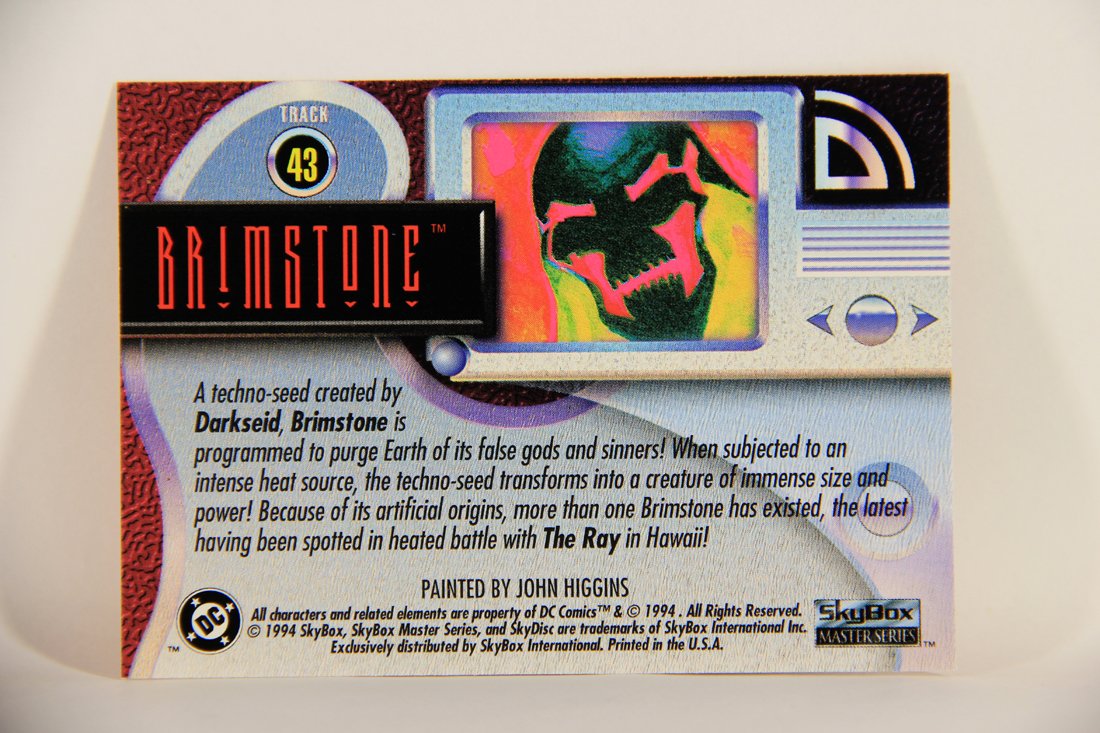 TRACK
43
BRIMSTONE™
A techno-seed created by
Darkseid, Brimstone is
programmed to purge Earth of its false gods and sinners! When subjected to an
intense heat source, the techno-seed transforms into a creature of immense size and
power! Because of its artificial origins, more than one Brimstone has existed, the latest
having been spotted in heated battle with The Ray in Hawaii!
PAINTED BY JOHN HIGGINS
DC
™
All characters and related elements are property of DC Comics™ & © 1994 . All Rights Reserved.
© 1994 SkyBox, SkyBox Master Series, and SkyDisc are trademarks of SkyBox International Inc.
Exclusively distributed by SkyBox International. Printed in the U.S.A.
SkyBox
MASTER SERIES™